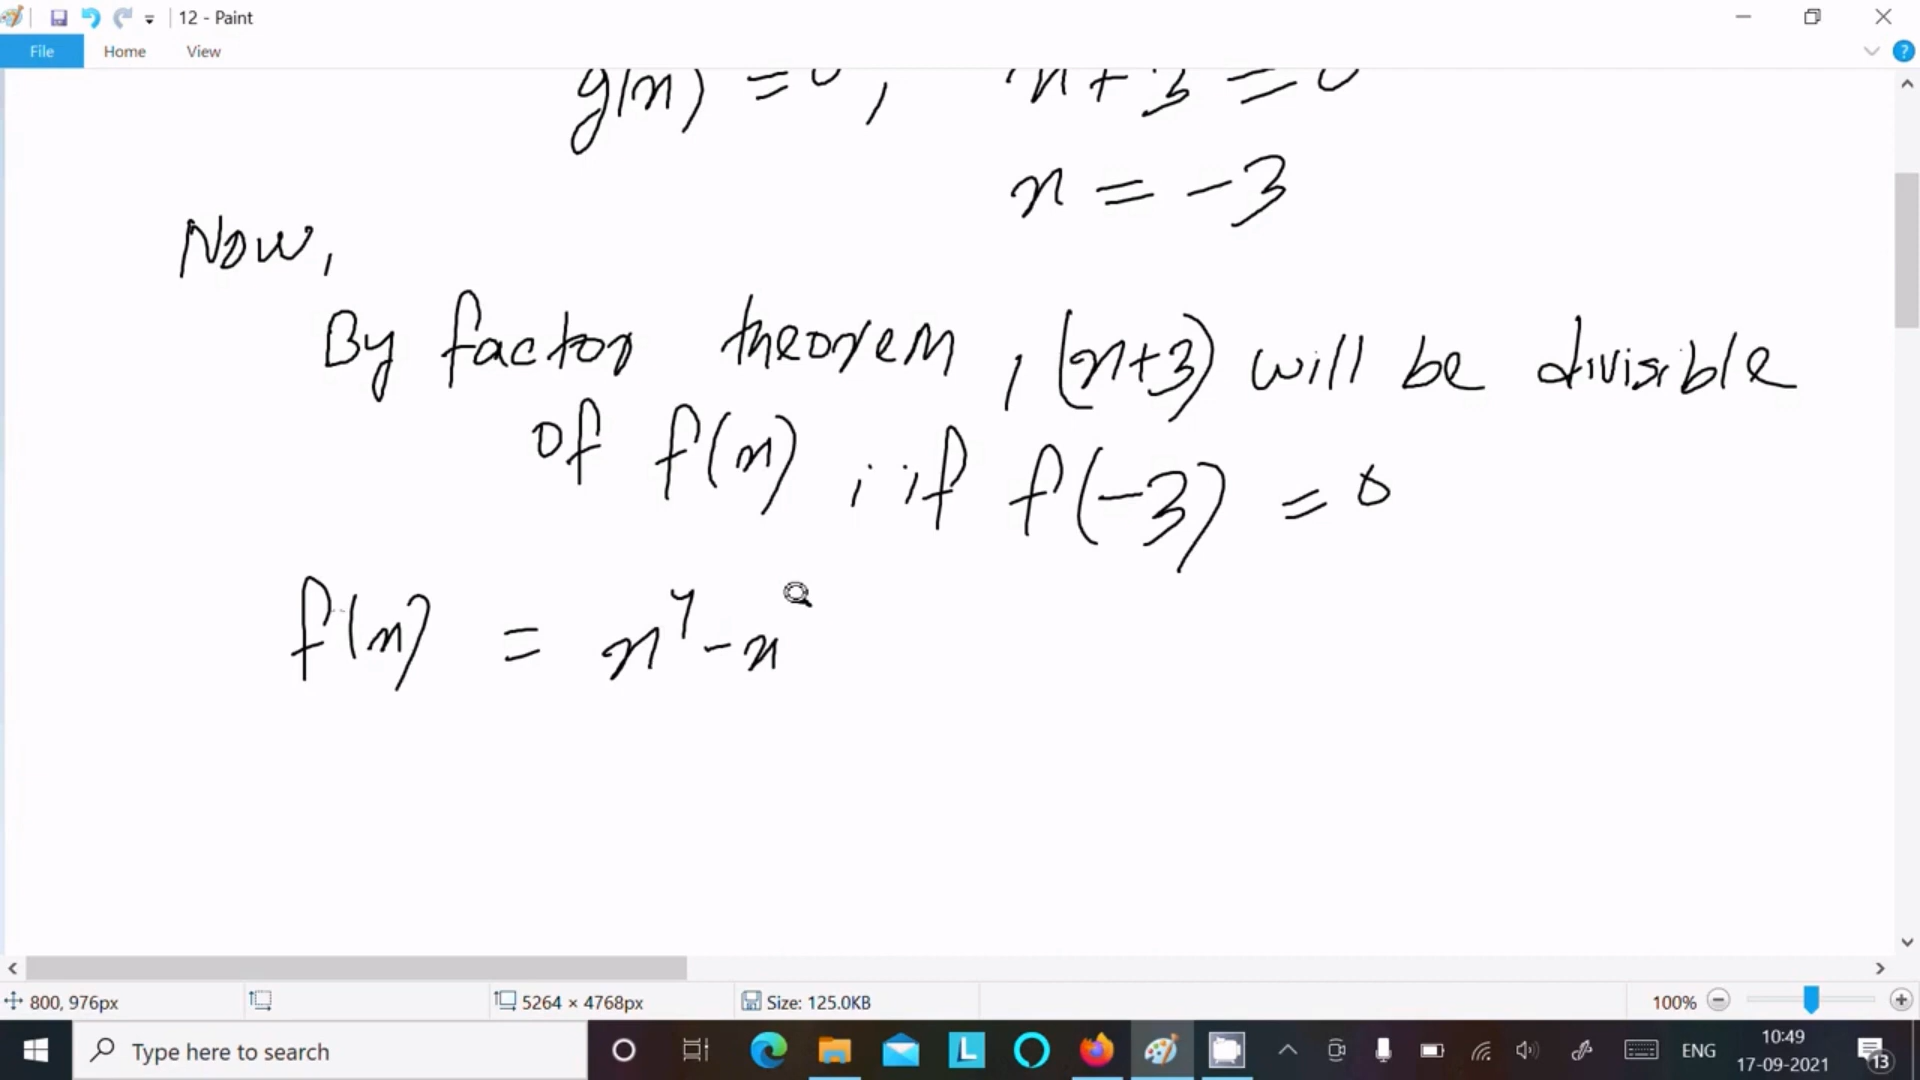 12 - Paint
File Home View
g(x) = 0, x + 3 = 0
x = -3
Now,
By factor theorem, (x+3) will be divisible
of f(x), if f(-3) = 0
f(x) = x⁴ - x
800, 976px 5264 × 4768px Size: 125.0KB 100%
Type here to search L ENG 10:49
17-09-2021 13